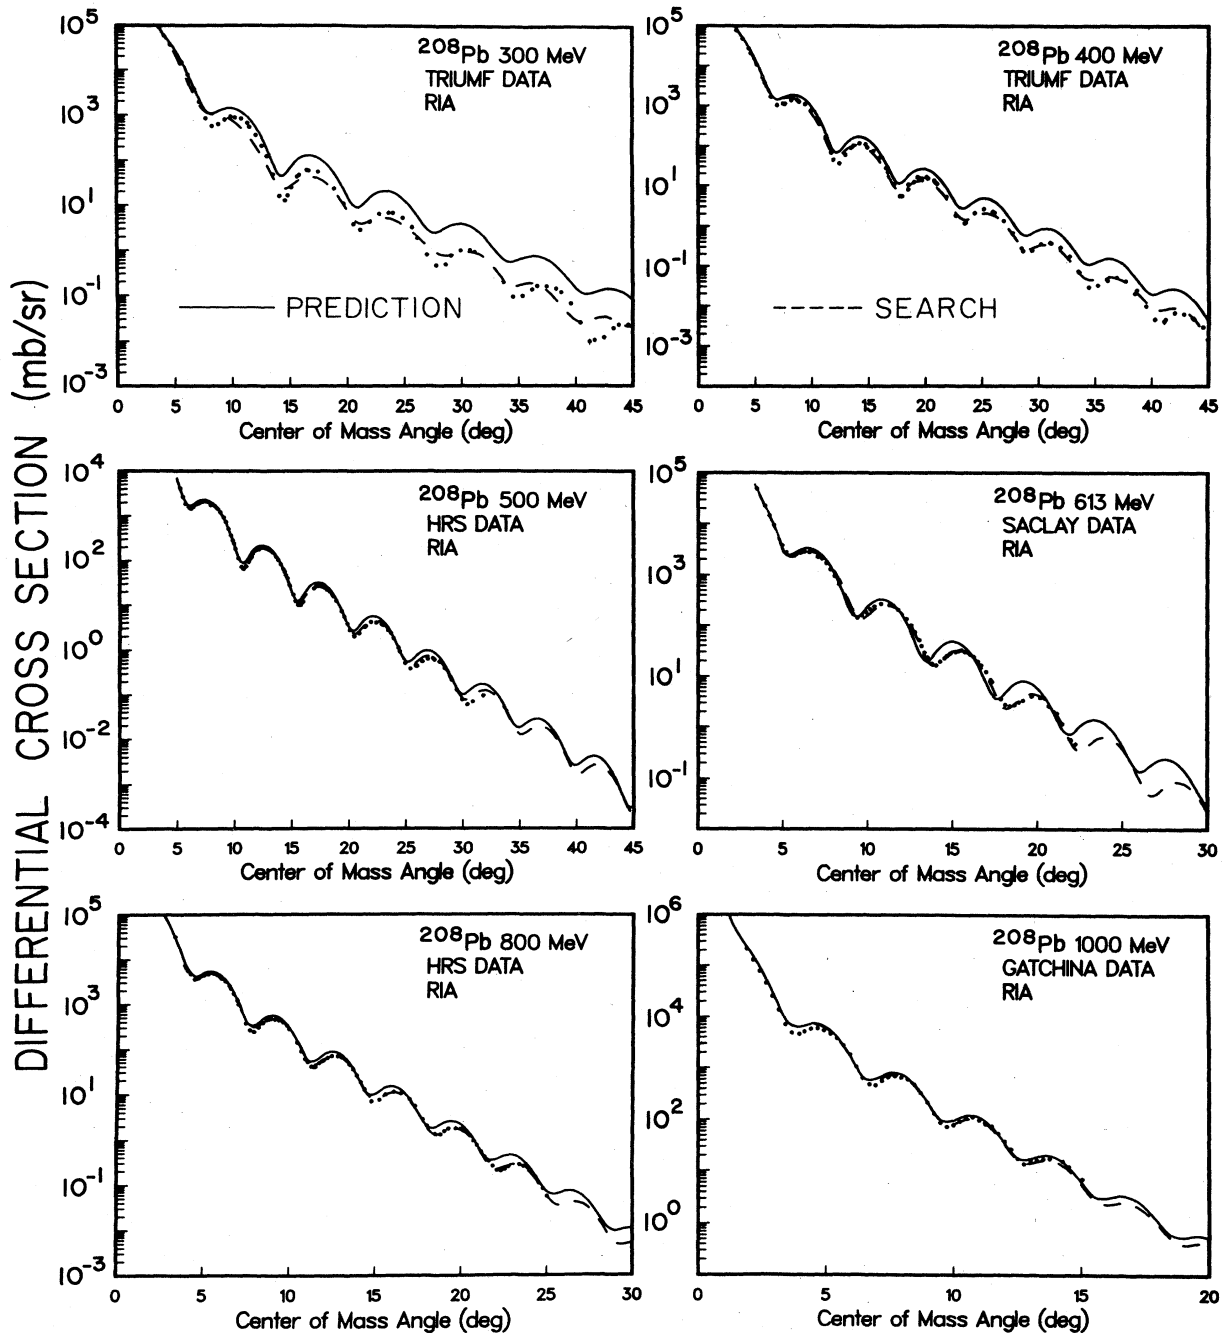 DIFFERENTIAL CROSS SECTION (mb/sr)
10^5
10^3
10^1
10^-1
10^-3
²⁰⁸Pb 300 MeV
TRIUMF DATA
RIA
PREDICTION
0 5 10 15 20 25 30 35 40 45
Center of Mass Angle (deg)
10^5
10^3
10^1
10^-1
10^-3
²⁰⁸Pb 400 MeV
TRIUMF DATA
RIA
SEARCH
0 5 10 15 20 25 30 35 40 45
Center of Mass Angle (deg)
10^4
10^2
10^0
10^-2
10^-4
²⁰⁸Pb 500 MeV
HRS DATA
RIA
0 5 10 15 20 25 30 35 40 45
Center of Mass Angle (deg)
10^5
10^3
10^1
10^-1
²⁰⁸Pb 613 MeV
SACLAY DATA
RIA
0 5 10 15 20 25 30
Center of Mass Angle (deg)
10^5
10^3
10^1
10^-1
10^-3
²⁰⁸Pb 800 MeV
HRS DATA
RIA
0 5 10 15 20 25 30
Center of Mass Angle (deg)
10^6
10^4
10^2
10^0
²⁰⁸Pb 1000 MeV
GATCHINA DATA
RIA
0 5 10 15 20
Center of Mass Angle (deg)